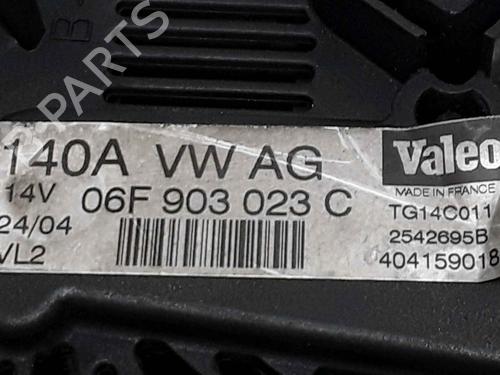 B PARTS
B
140A VW AG
14V 06F 903 023 C
24/04
VL2
Valeo
MADE IN FRANCE
TG14C011
2542695B
404159018